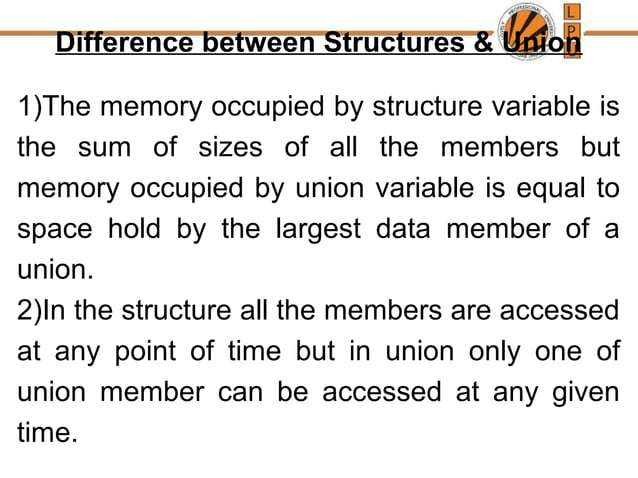 Difference between Structures & Union
L
P
U
1)The memory occupied by structure variable is
the sum of sizes of all the members but
memory occupied by union variable is equal to
space hold by the largest data member of a
union.
2)In the structure all the members are accessed
at any point of time but in union only one of
union member can be accessed at any given
time.